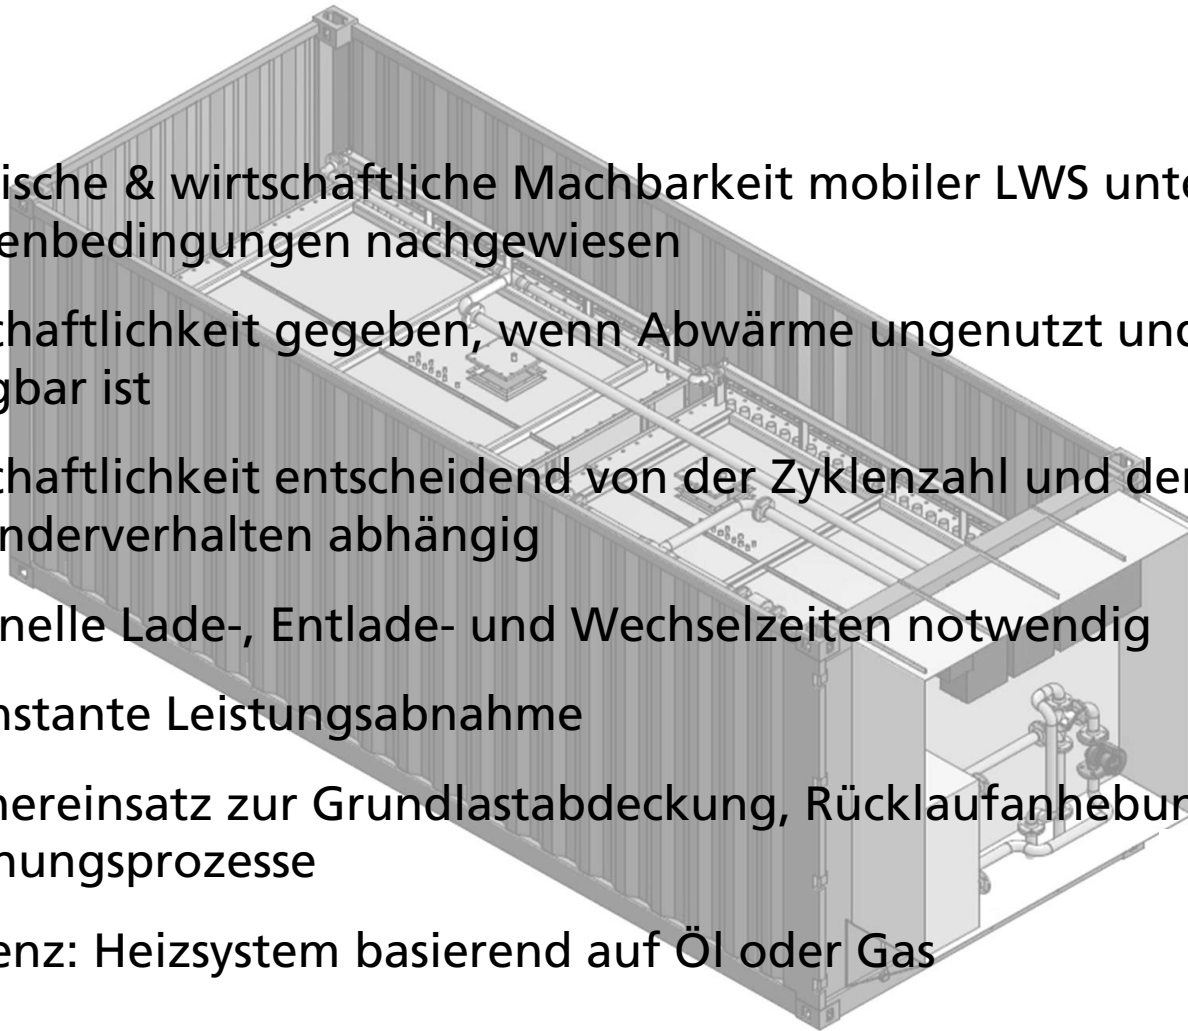 ische & wirtschaftliche Machbarkeit mobiler LWS unte
enbedingungen nachgewiesen
chaftlichkeit gegeben, wenn Abwärme ungenutzt und
gbar ist
chaftlichkeit entscheidend von der Zyklenzahl und der
nderverhalten abhängig
nelle Lade-, Entlade- und Wechselzeiten notwendig
nstante Leistungsabnahme
hereinsatz zur Grundlastabdeckung, Rücklaufanhebun
nungsprozesse
enz: Heizsystem basierend auf Öl oder Gas